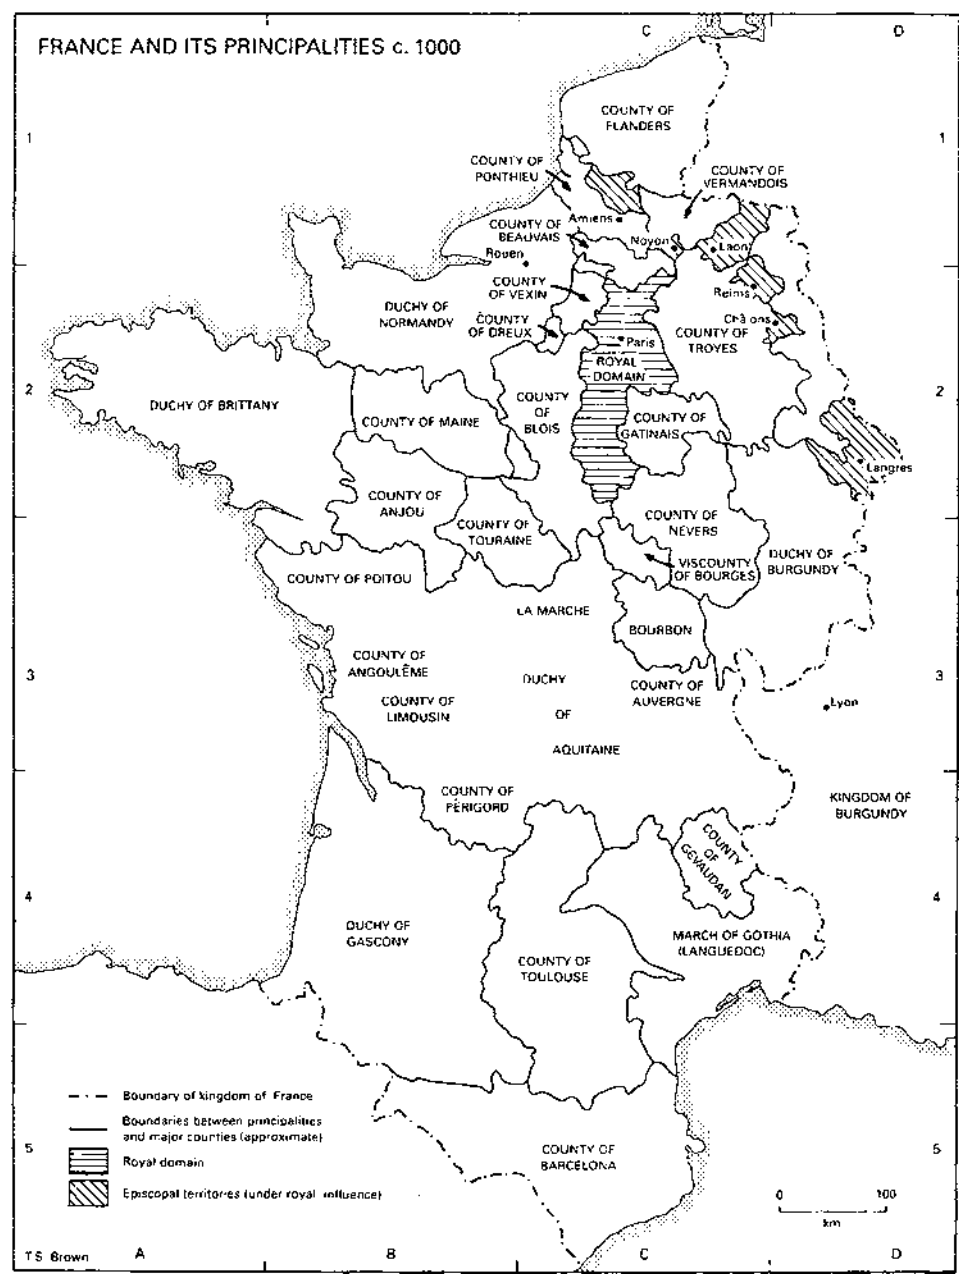 FRANCE AND ITS PRINCIPALITIES c. 1000
C
D
1
1
COUNTY OF
FLANDERS
COUNTY OF
PONTHIEU
COUNTY OF
VERMANDOIS
Amiens
COUNTY OF
BEAUVAIS
Noyon
Laon
Rouen
COUNTY
OF VEXIN
Reims
DUCHY OF
NORMANDY
COUNTY
OF DREUX
Châlons
COUNTY OF
TROYES
Paris
ROYAL
DOMAIN
2
2
DUCHY OF BRITTANY
COUNTY OF MAINE
COUNTY
OF
BLOIS
COUNTY OF
GATINAIS
Langres
COUNTY OF
ANJOU
COUNTY OF
TOURAINE
COUNTY OF
NEVERS
DUCHY OF
BURGUNDY
VISCOUNTY
OF BOURGES
COUNTY OF POITOU
LA MARCHE
BOURBON
COUNTY OF
ANGOULÊME
3
3
DUCHY
OF
AQUITAINE
COUNTY OF
AUVERGNE
COUNTY OF
LIMOUSIN
Lyon
COUNTY OF
PÉRIGORD
KINGDOM OF
BURGUNDY
COUNTY
OF
GEVAUDAN
4
4
DUCHY OF
GASCONY
MARCH OF GOTHIA
(LANGUEDOC)
COUNTY OF
TOULOUSE
Boundary of kingdom of France
Boundaries between principalities
and major counties (approximate)
Royal domain
Episcopal territories (under royal influence)
5
5
COUNTY OF
BARCELONA
0 100
km
T S Brown
A
B
C
D